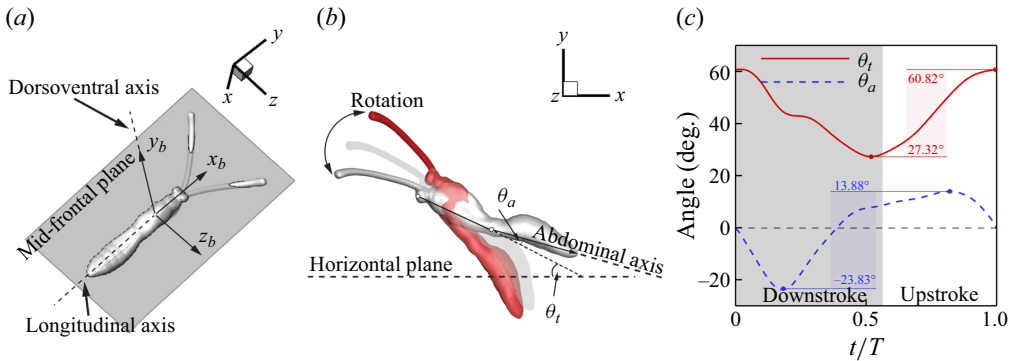 (a)
Dorsoventral axis
y
x
z
y_b
x_b
Mid-frontal plane
z_b
Longitudinal axis
(b)
Rotation
y
z
x
θ_a
Abdominal axis
Horizontal plane
θ_t
(c)
θ_t
θ_a
60
40
20
0
−20
Angle (deg.)
60.82°
27.32°
13.88°
−23.83°
Downstroke
Upstroke
0
0.5
1.0
t/T